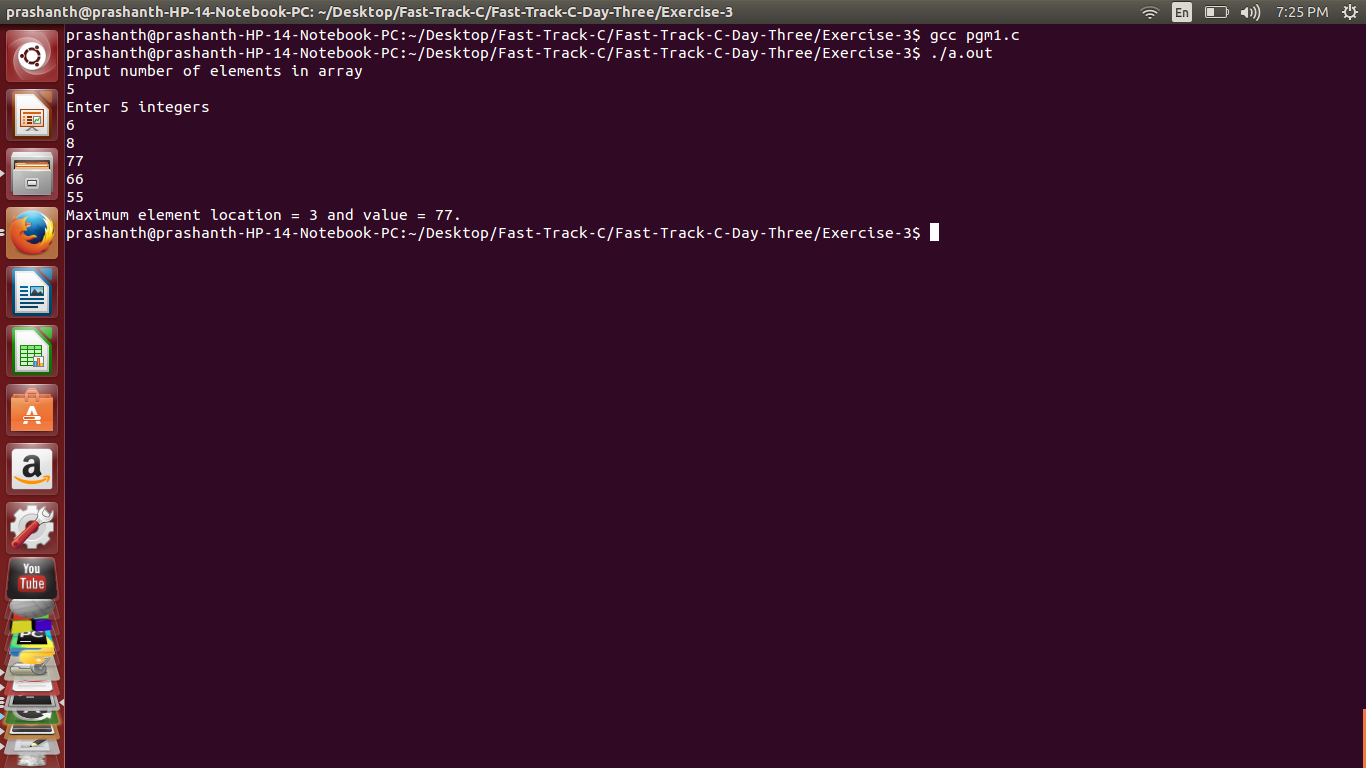 prashanth@prashanth-HP-14-Notebook-PC: ~/Desktop/Fast-Track-C/Fast-Track-C-Day-Three/Exercise-3
En
7:25 PM
prashanth@prashanth-HP-14-Notebook-PC:~/Desktop/Fast-Track-C/Fast-Track-C-Day-Three/Exercise-3$ gcc pgm1.c
prashanth@prashanth-HP-14-Notebook-PC:~/Desktop/Fast-Track-C/Fast-Track-C-Day-Three/Exercise-3$ ./a.out
Input number of elements in array
5
Enter 5 integers
6
8
77
66
55
Maximum element location = 3 and value = 77.
prashanth@prashanth-HP-14-Notebook-PC:~/Desktop/Fast-Track-C/Fast-Track-C-Day-Three/Exercise-3$
A
a
You
Tube
PC